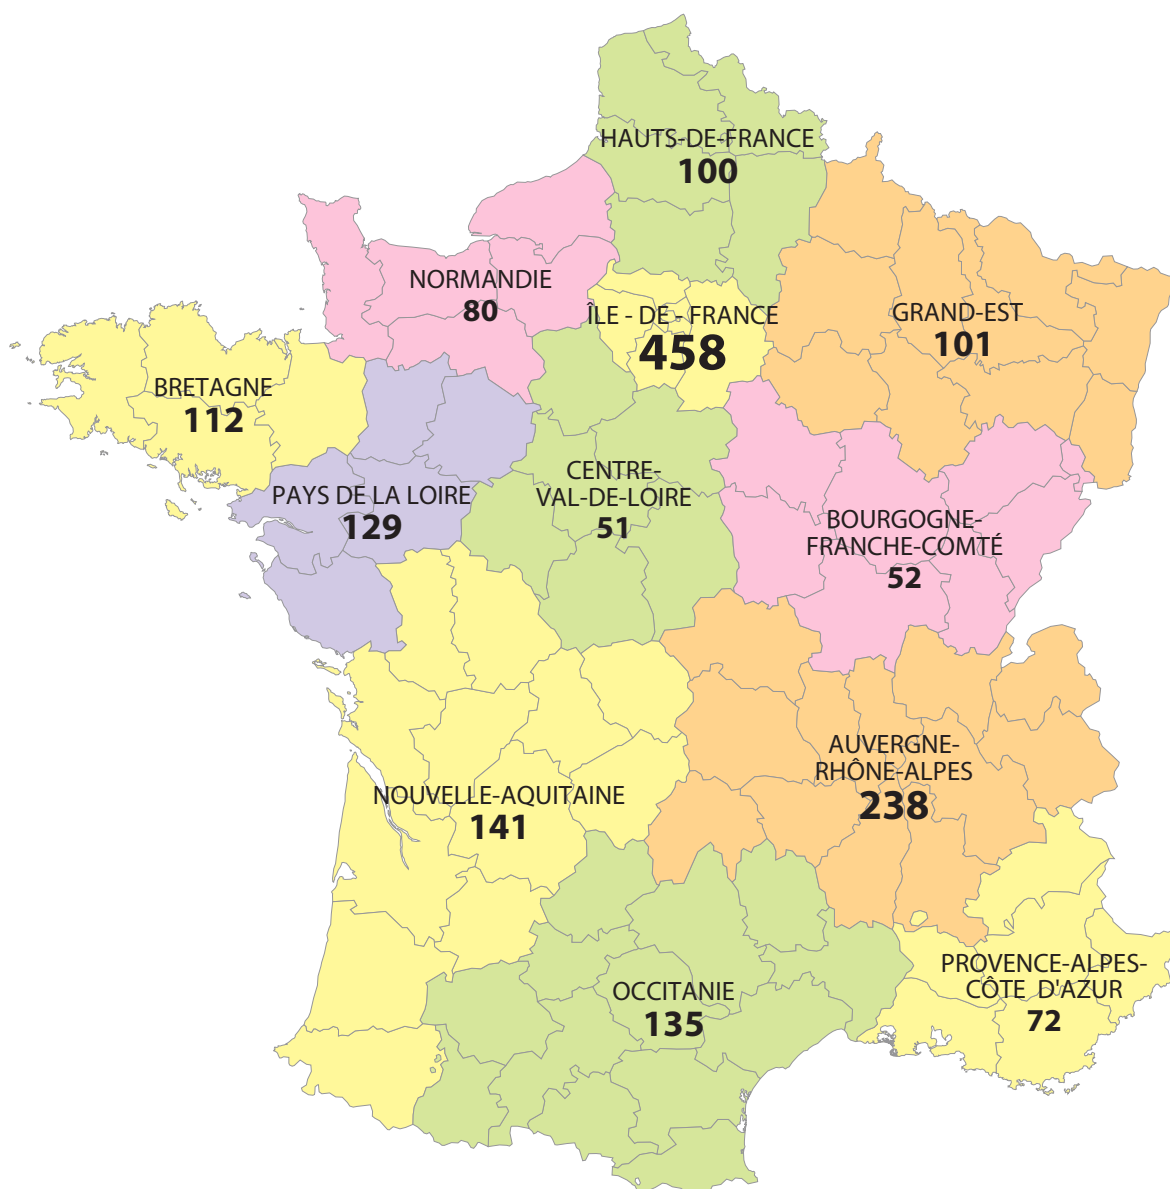 HAUTS-DE-FRANCE
100
NORMANDIE
80
ÎLE - DE - FRANCE
458
GRAND-EST
101
BRETAGNE
112
PAYS DE LA LOIRE
129
CENTRE-
VAL-DE-LOIRE
51
BOURGOGNE-
FRANCHE-COMTÉ
52
AUVERGNE-
RHÔNE-ALPES
238
NOUVELLE-AQUITAINE
141
OCCITANIE
135
PROVENCE-ALPES-
CÔTE D'AZUR
72